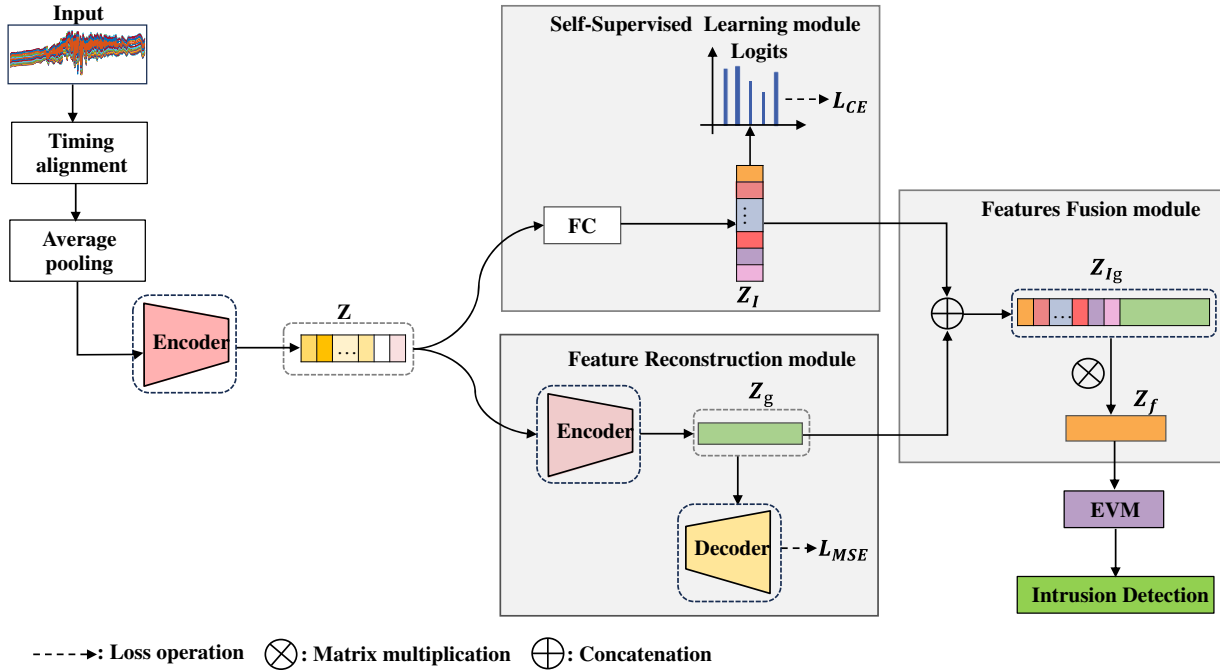 Input
Timing
alignment
Average
pooling
Encoder
Z
...
Self-Supervised Learning module
Logits
L_CE
FC
⋮
Z_I
Feature Reconstruction module
Encoder
Z_g
Decoder
L_MSE
Features Fusion module
Z_Ig
...
Z_f
EVM
Intrusion Detection
: Loss operation
: Matrix multiplication
: Concatenation